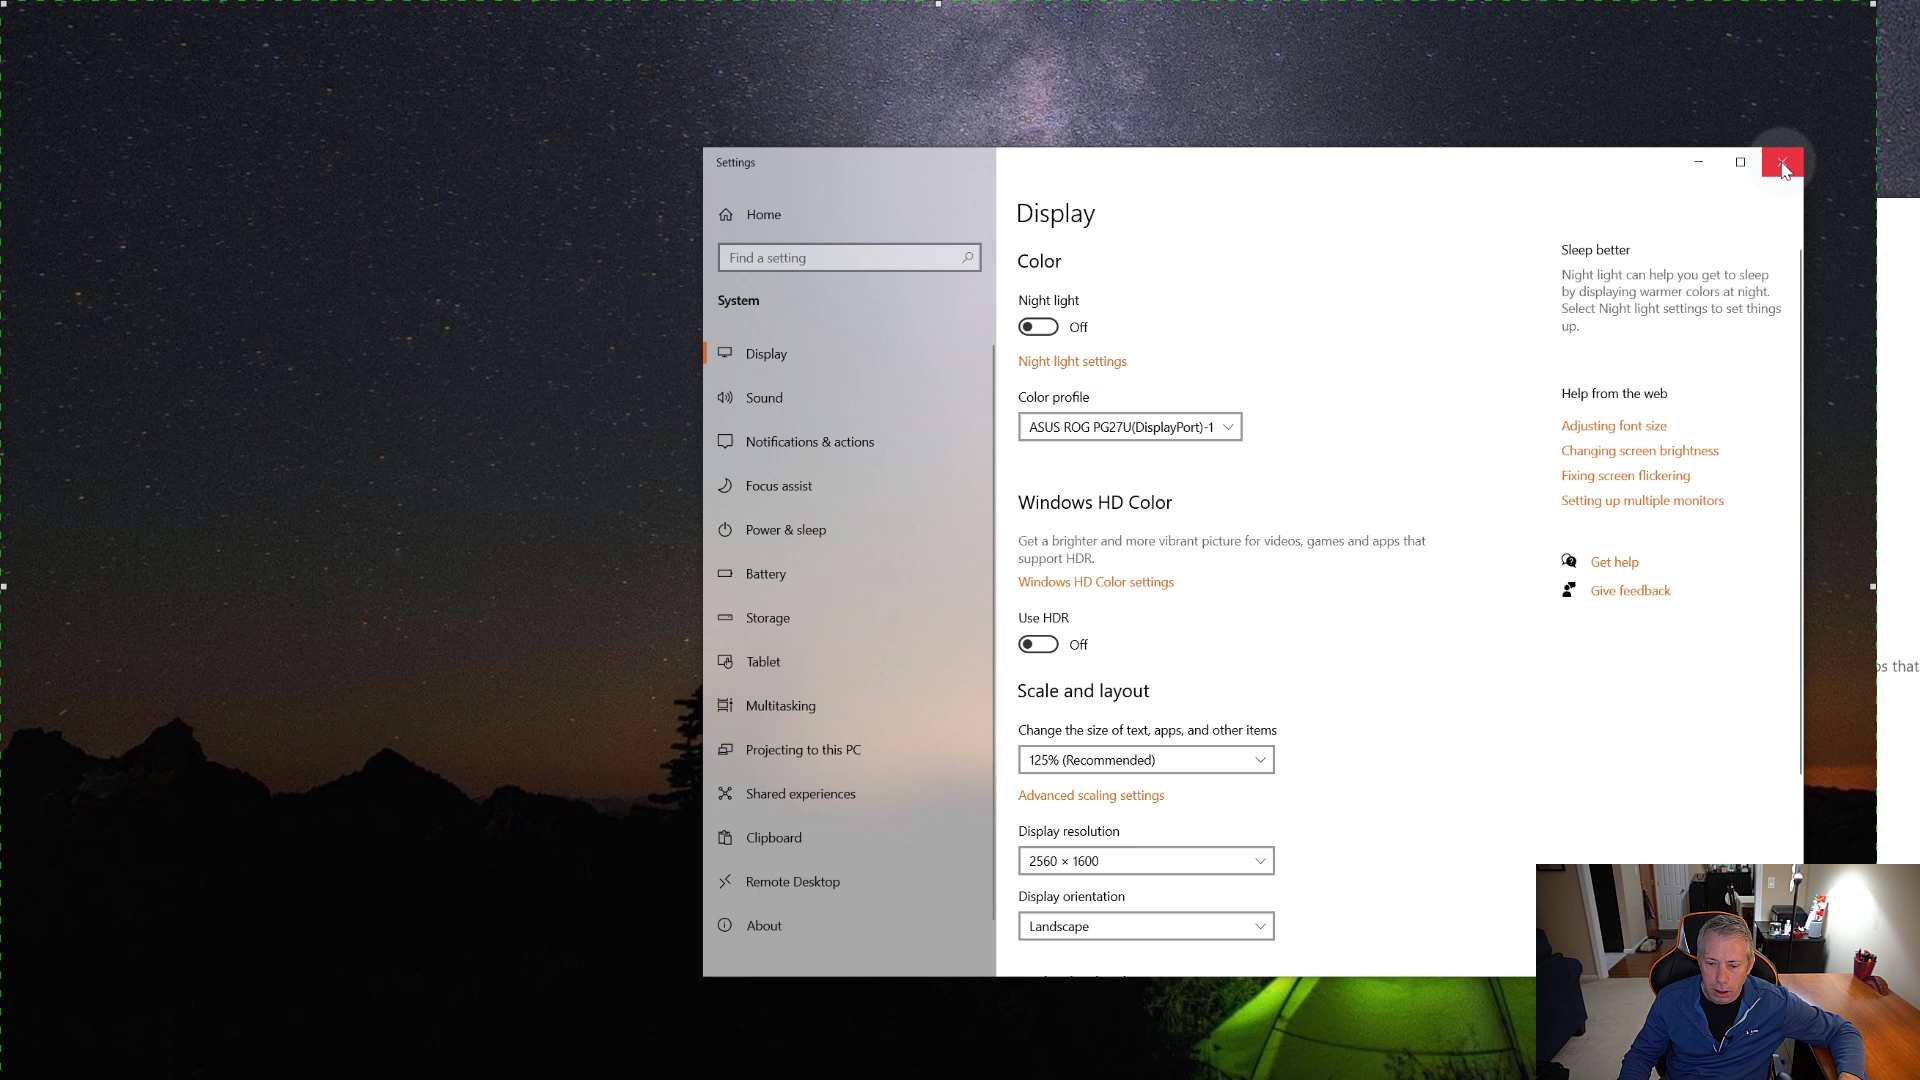 Settings
Home
Find a setting
System
Display
Sound
Notifications & actions
Focus assist
Power & sleep
Battery
Storage
Tablet
Multitasking
Projecting to this PC
Shared experiences
Clipboard
Remote Desktop
About
Display
Color
Night light
Off
Night light settings
Color profile
ASUS ROG PG27U(DisplayPort)-1
Windows HD Color
Get a brighter and more vibrant picture for videos, games and apps that
support HDR.
Windows HD Color settings
Use HDR
Off
Scale and layout
Change the size of text, apps, and other items
125% (Recommended)
Advanced scaling settings
Display resolution
2560 × 1600
Display orientation
Landscape
Sleep better
Night light can help you get to sleep
by displaying warmer colors at night.
Select Night light settings to set things
up.
Help from the web
Adjusting font size
Changing screen brightness
Fixing screen flickering
Setting up multiple monitors
Get help
Give feedback
that